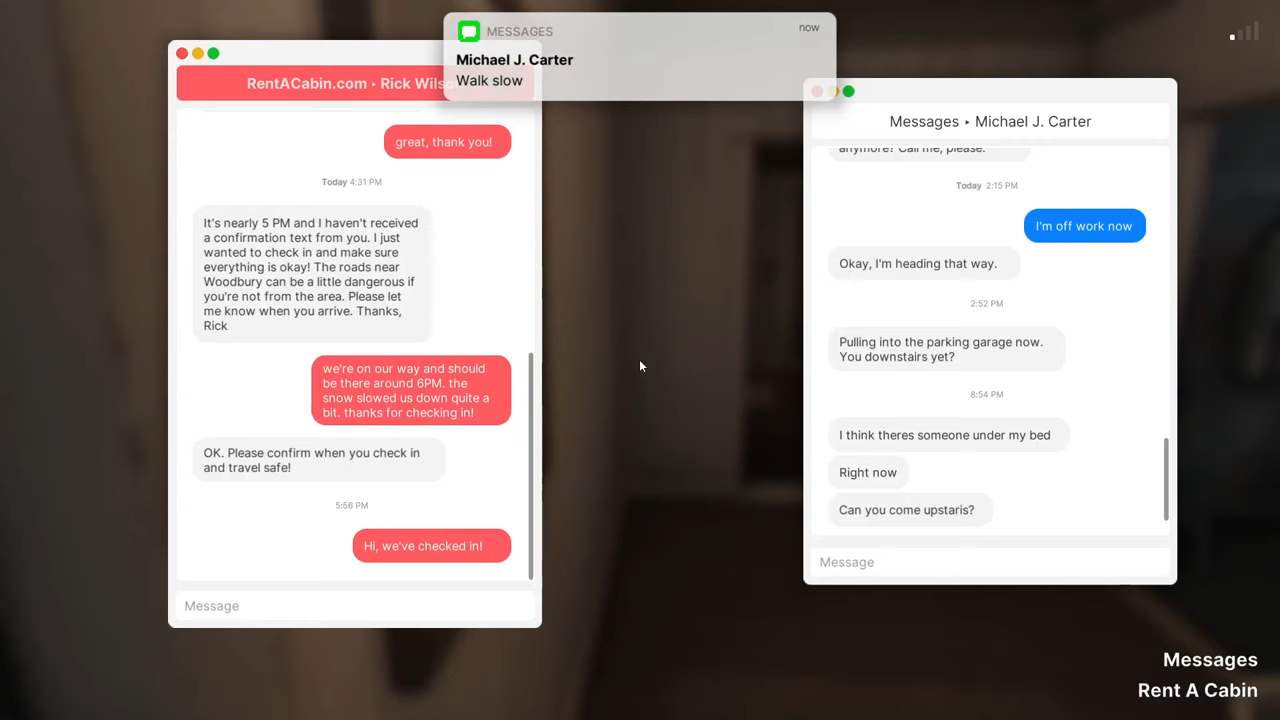 MESSAGES
now
Michael J. Carter
Walk slow
RentACabin.com ‣ Rick Wilso
great, thank you!
Today 4:31 PM
It's nearly 5 PM and I haven't received
a confirmation text from you. I just
wanted to check in and make sure
everything is okay! The roads near
Woodbury can be a little dangerous if
you're not from the area. Please let
me know when you arrive. Thanks,
Rick
we're on our way and should
be there around 6PM. the
snow slowed us down quite a
bit. thanks for checking in!
OK. Please confirm when you check in
and travel safe!
5:56 PM
Hi, we've checked in!
Message
Messages ‣ Michael J. Carter
anymore? Call me, please.
Today 2:15 PM
I'm off work now
Okay, I'm heading that way.
2:52 PM
Pulling into the parking garage now.
You downstairs yet?
8:54 PM
I think theres someone under my bed
Right now
Can you come upstaris?
Message
Messages
Rent A Cabin